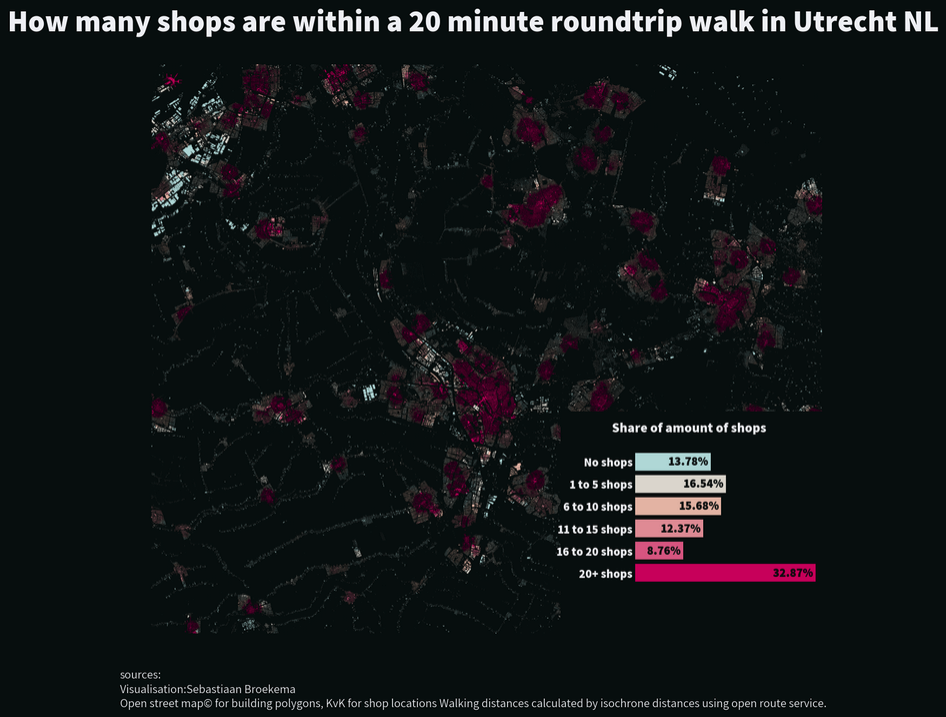 How many shops are within a 20 minute roundtrip walk in Utrecht NL
Share of amount of shops
No shops 13.78%
1 to 5 shops 16.54%
6 to 10 shops 15.68%
11 to 15 shops 12.37%
16 to 20 shops 8.76%
20+ shops 32.87%
sources:
Visualisation:Sebastiaan Broekema
Open street map© for building polygons, KvK for shop locations Walking distances calculated by isochrone distances using open route service.